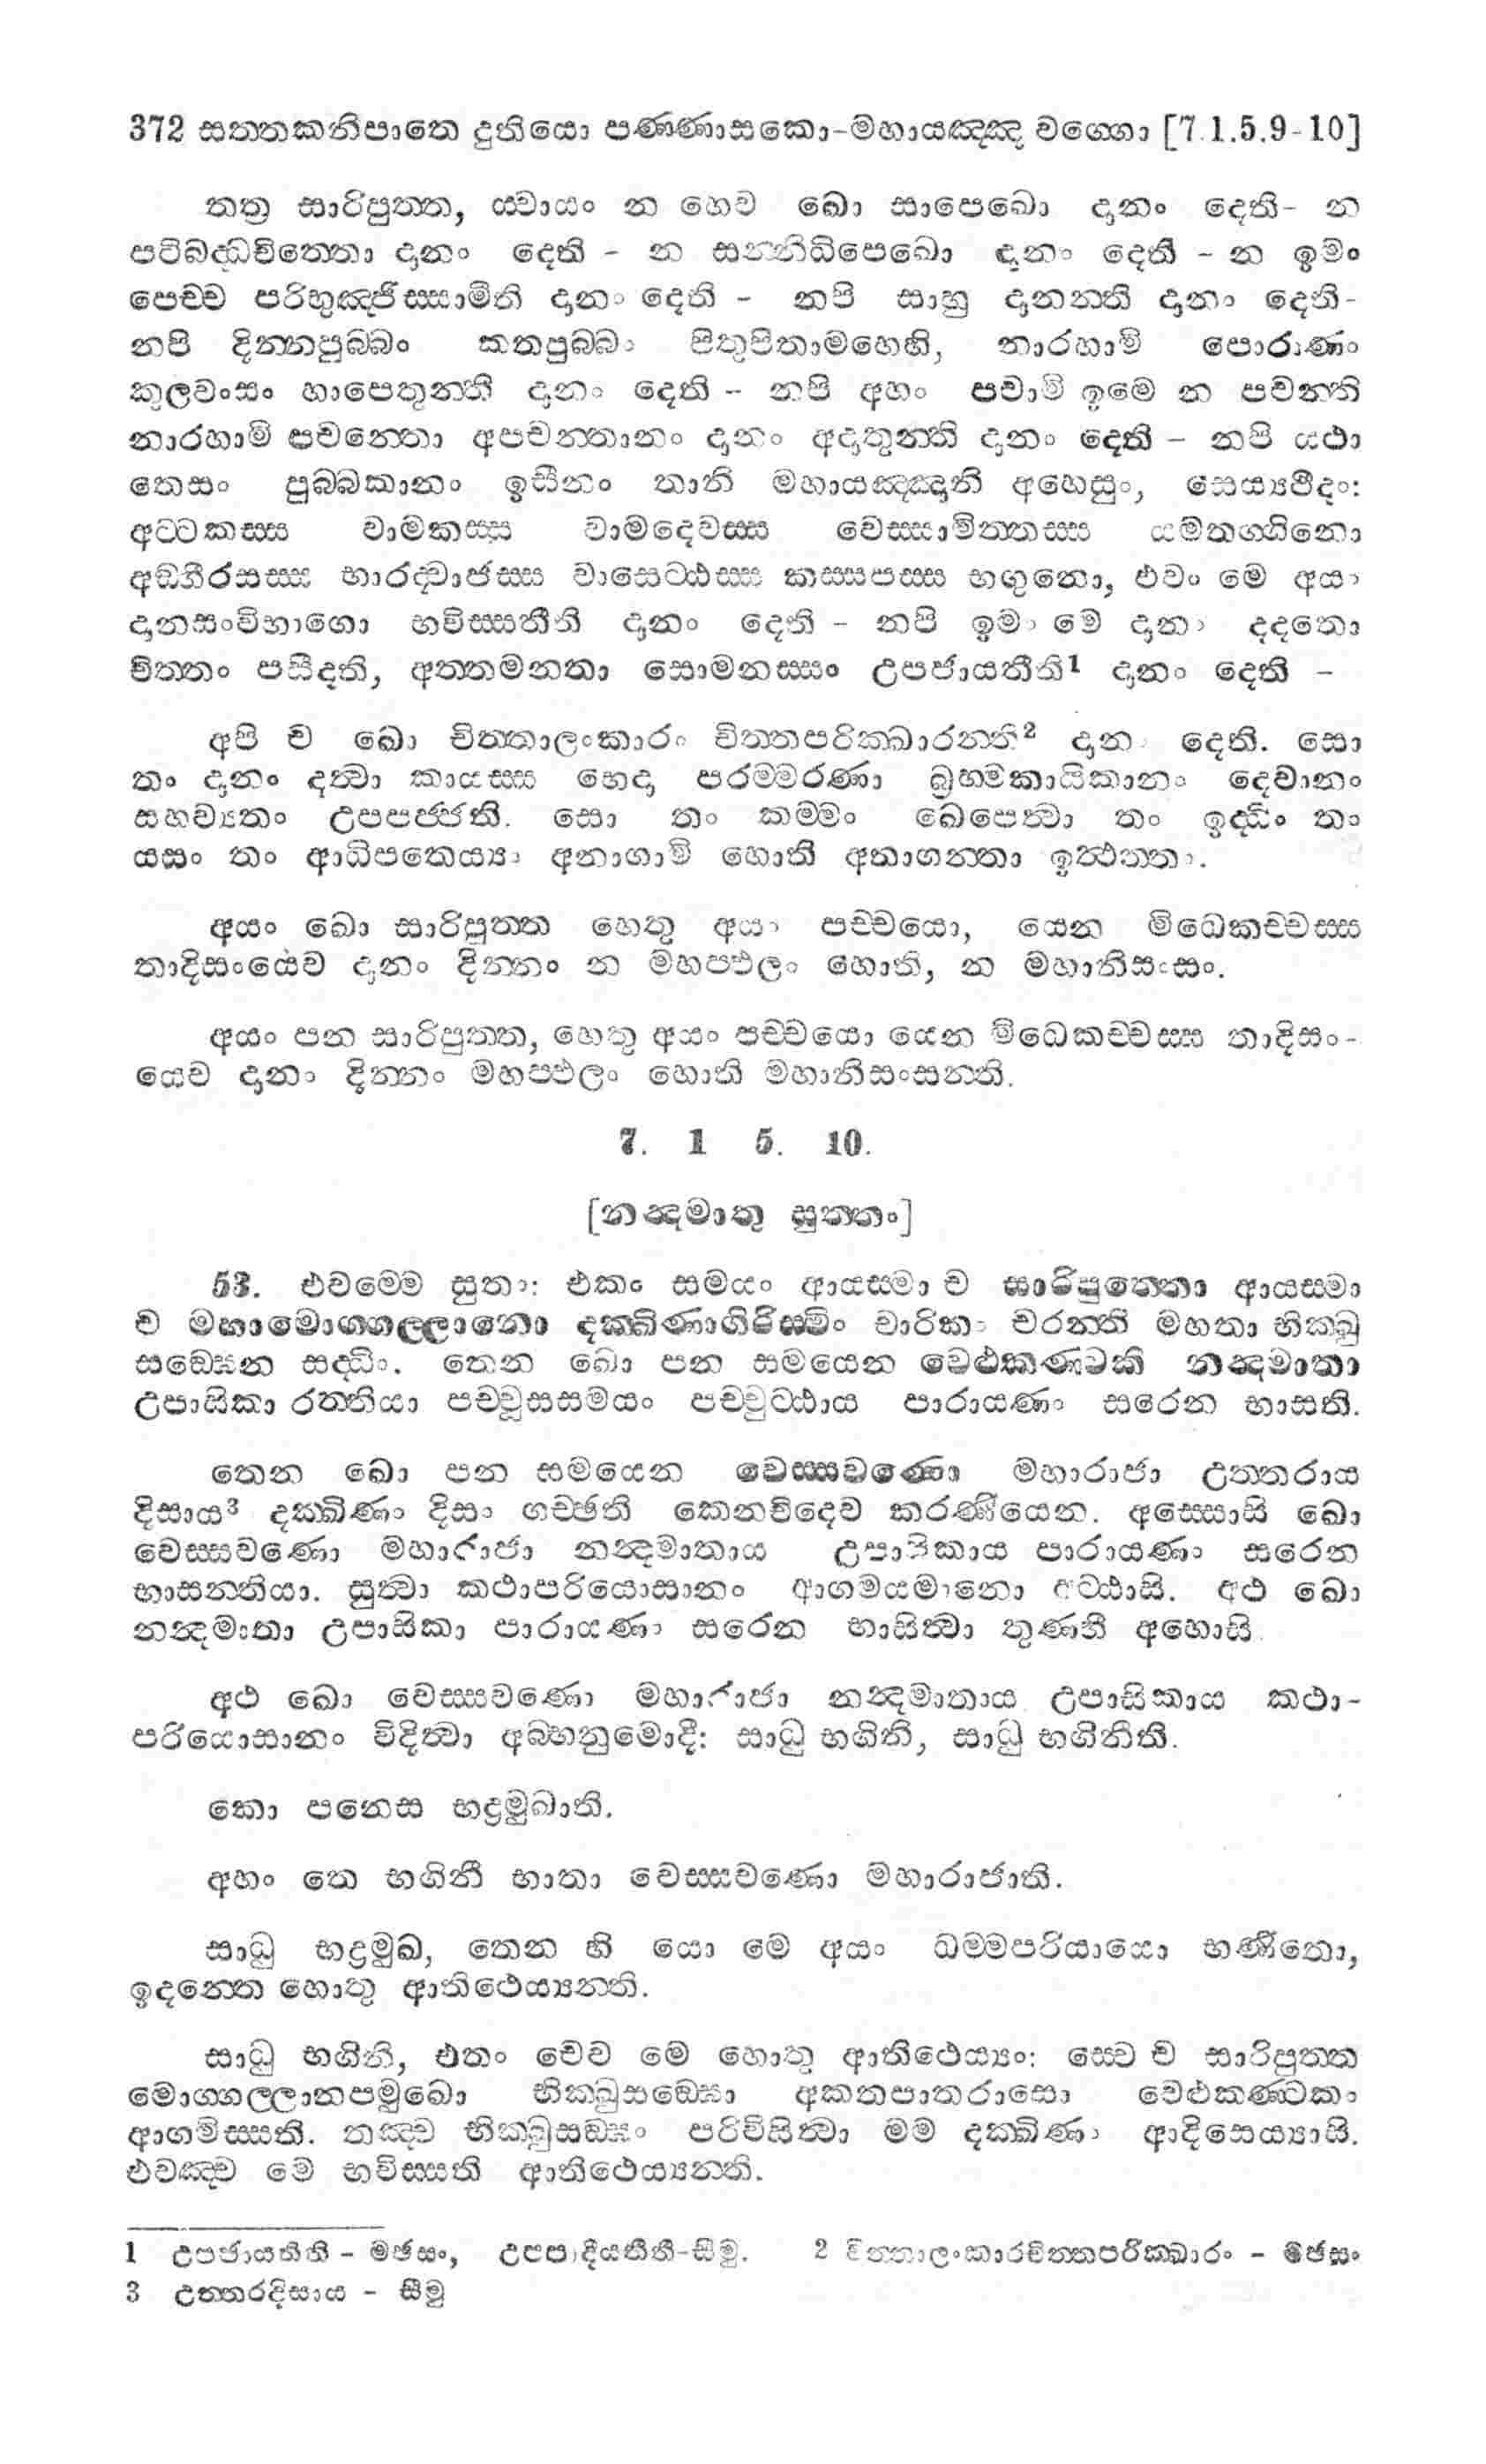 372 සත්තකනිපාතෙ දුතියො පණ්ණාසකො-මහායඤ්ඤ වග්ගො [7.1.5.9-10]
තත්‍ර සාරිපුත්ත, ය්වායං න හෙව ඛො සාපෙඛො දානං දෙති- න
පටිබද්ධචිත්තො දානං දෙති - න සන්නිධිපෙඛො දානං දෙති - න ඉමං
පෙච්ච පරිභුඤ්ජිස්සාමීති දානං දෙති - නපි සාහු දානන්ති දානං දෙති-
නපි දින්නපුබ්බං කතපුබ්බං පිතුපිතාමහෙහි, නාරහාමි පොරාණං
කුලවංසං හාපෙතුන්ති දානං දෙති - නපි අහං පචාමි ඉමෙ න පචන්ති
නාරහාමි පචන්තො අපචන්තානං දානං අදාතුන්ති දානං දෙති - නපි යථා
තෙසං පුබ්බකානං ඉසීනං තානි මහායඤ්ඤානි අහෙසුං, සෙය්‍යථීදං:
අට්ටකස්ස වාමකස්ස වාමදෙවස්ස වෙස්සාමිත්තස්ස යමතග්ගිනො
අඞ්ගීරසස්ස භාරද්වාජස්ස වාසෙට්ඨස්ස කස්සපස්ස භගුනො, එවං මෙ අයං
දානසංවිභාගො භවිස්සතීති දානං දෙති - නපි ඉමං මෙ දානං දදතො
චිත්තං පසීදති, අත්තමනතා සොමනස්සං උපජායතීති1 දානං දෙති -
අපි ච ඛො චිත්තාලංකාරං චිත්තපරික්ඛාරන්ති2 දානං දෙති. සො
තං දානං දත්වා කායස්ස භෙදා පරම්මරණා බ්‍රහ්මකායිකානං දෙවානං
සහව්‍යතං උපපජ්ජති. සො තං කම්මං ඛෙපෙත්වා තං ඉද්ධිං තං
යසං තං ආධිපතෙය්‍යං අනාගාමි හොති අනාගන්තා ඉත්ථත්තං.
අයං ඛො සාරිපුත්ත හෙතු අයං පච්චයො, යෙන මිධෙකච්චස්ස
තාදිසංයෙව දානං දින්නං න මහප්ඵලං හොති, න මහානිසංසං.
අයං පන සාරිපුත්ත, හෙතු අයං පච්චයො යෙන මිධෙකච්චස්ස තාදිසං-
යෙව දානං දින්නං මහප්ඵලං හොති මහානිසංසන්ති.
7. 1 5. 10.
[නන්දමාතු සුත්තං]
53. එවම්මෙ සුතං: එකං සමයං ආයස්මා ච සාරිපුත්තො ආයස්මා
ච මහාමොග්ගල්ලානො දක්ඛිණාගිරිස්මිං චාරිකං චරන්ති මහතා භික්ඛු
සඞ්ඝෙන සද්ධිං. තෙන ඛො පන සමයෙන වෙළුකණ්ටකී නන්දමාතා
උපාසිකා රත්තියා පච්චූසසමයං පච්චුට්ඨාය පාරායණං සරෙන භාසති.
තෙන ඛො පන සමයෙන වෙස්සවණො මහාරාජා උත්තරාය
දිසාය3 දක්ඛිණං දිසං ගච්ඡති කෙනචිදෙව කරණීයෙන. අස්සොසි ඛො
වෙස්සවණො මහාරාජා නන්දමාතාය උපාසිකාය පාරායණං සරෙන
භාසන්තියා. සුත්වා කථාපරියොසානං ආගමයමානො අට්ඨාසි. අථ ඛො
නන්දමාතා උපාසිකා පාරායණං සරෙන භාසිත්වා තුණ්හී අහොසි.
අථ ඛො වෙස්සවණො මහාරාජා නන්දමාතාය උපාසිකාය කථා-
පරියොසානං විදිත්වා අබ්භනුමොදි: සාධු භගිනි, සාධු භගිනීති.
කො පනෙස භද්‍රමුඛාති.
අහං තෙ භගිනී භාතා වෙස්සවණො මහාරාජාති.
සාධු භද්‍රමුඛ, තෙන හි යො මෙ අයං ධම්මපරියායො භණිතො,
ඉදන්තෙ හොතු ආතිථෙය්‍යන්ති.
සාධු භගිනි, එතං චෙව මෙ හොතු ආතිථෙය්‍යං: ස්වෙ ච සාරිපුත්ත
මොග්ගල්ලානපමුඛො භික්ඛුසඞ්ඝො අකතපාතරාසො වෙළුකණ්ටකං
ආගමිස්සති. තඤ්ච භික්ඛුසඞ්ඝං පරිවිසිත්වා මම දක්ඛිණං ආදිසෙය්‍යාසි.
එවඤ්ච මෙ භවිස්සති ආතිථෙය්‍යන්ති.
1 උපජායතිති - මඡසං, උප්පාදීයතීති-සීමු. 2 චිත්තාලංකාරචිත්තපරික්ඛාරං - මඡසං
3 උත්තරදිසාය - සීමු